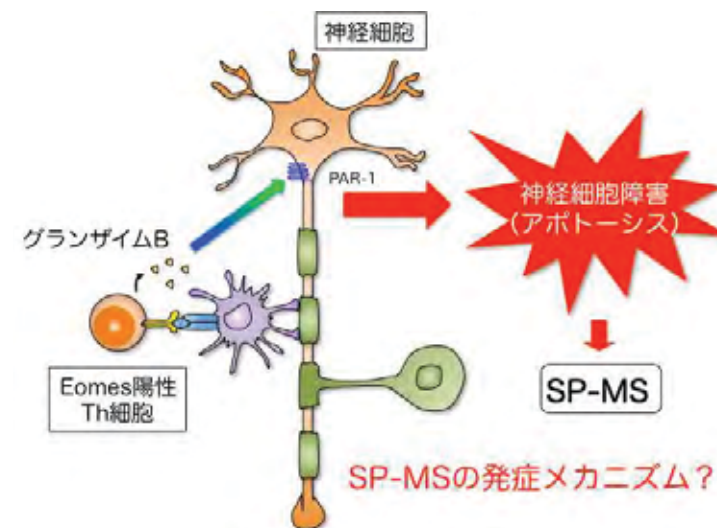 神経細胞
PAR-1
神経細胞障害
(アポトーシス)
グランザイムB
Eomes陽性
Th細胞
SP-MS
SP-MSの発症メカニズム？